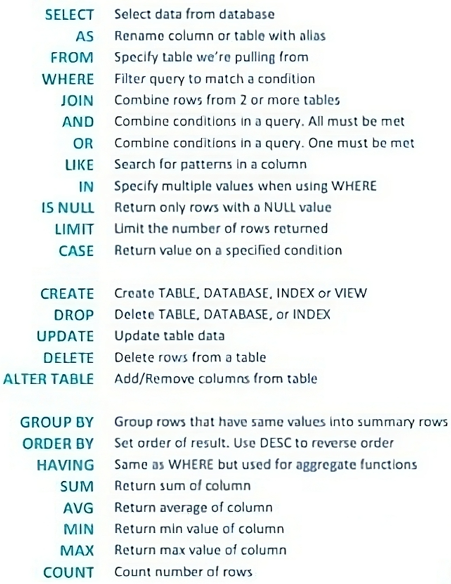 SELECT Select data from database
AS Rename column or table with alias
FROM Specify table we're pulling from
WHERE Filter query to match a condition
JOIN Combine rows from 2 or more tables
AND Combine conditions in a query. All must be met
OR Combine conditions in a query. One must be met
LIKE Search for patterns in a column
IN Specify multiple values when using WHERE
IS NULL Return only rows with a NULL value
LIMIT Limit the number of rows returned
CASE Return value on a specified condition
CREATE Create TABLE, DATABASE, INDEX or VIEW
DROP Delete TABLE, DATABASE, or INDEX
UPDATE Update table data
DELETE Delete rows from a table
ALTER TABLE Add/Remove columns from table
GROUP BY Group rows that have same values into summary rows
ORDER BY Set order of result. Use DESC to reverse order
HAVING Same as WHERE but used for aggregate functions
SUM Return sum of column
AVG Return average of column
MIN Return min value of column
MAX Return max value of column
COUNT Count number of rows